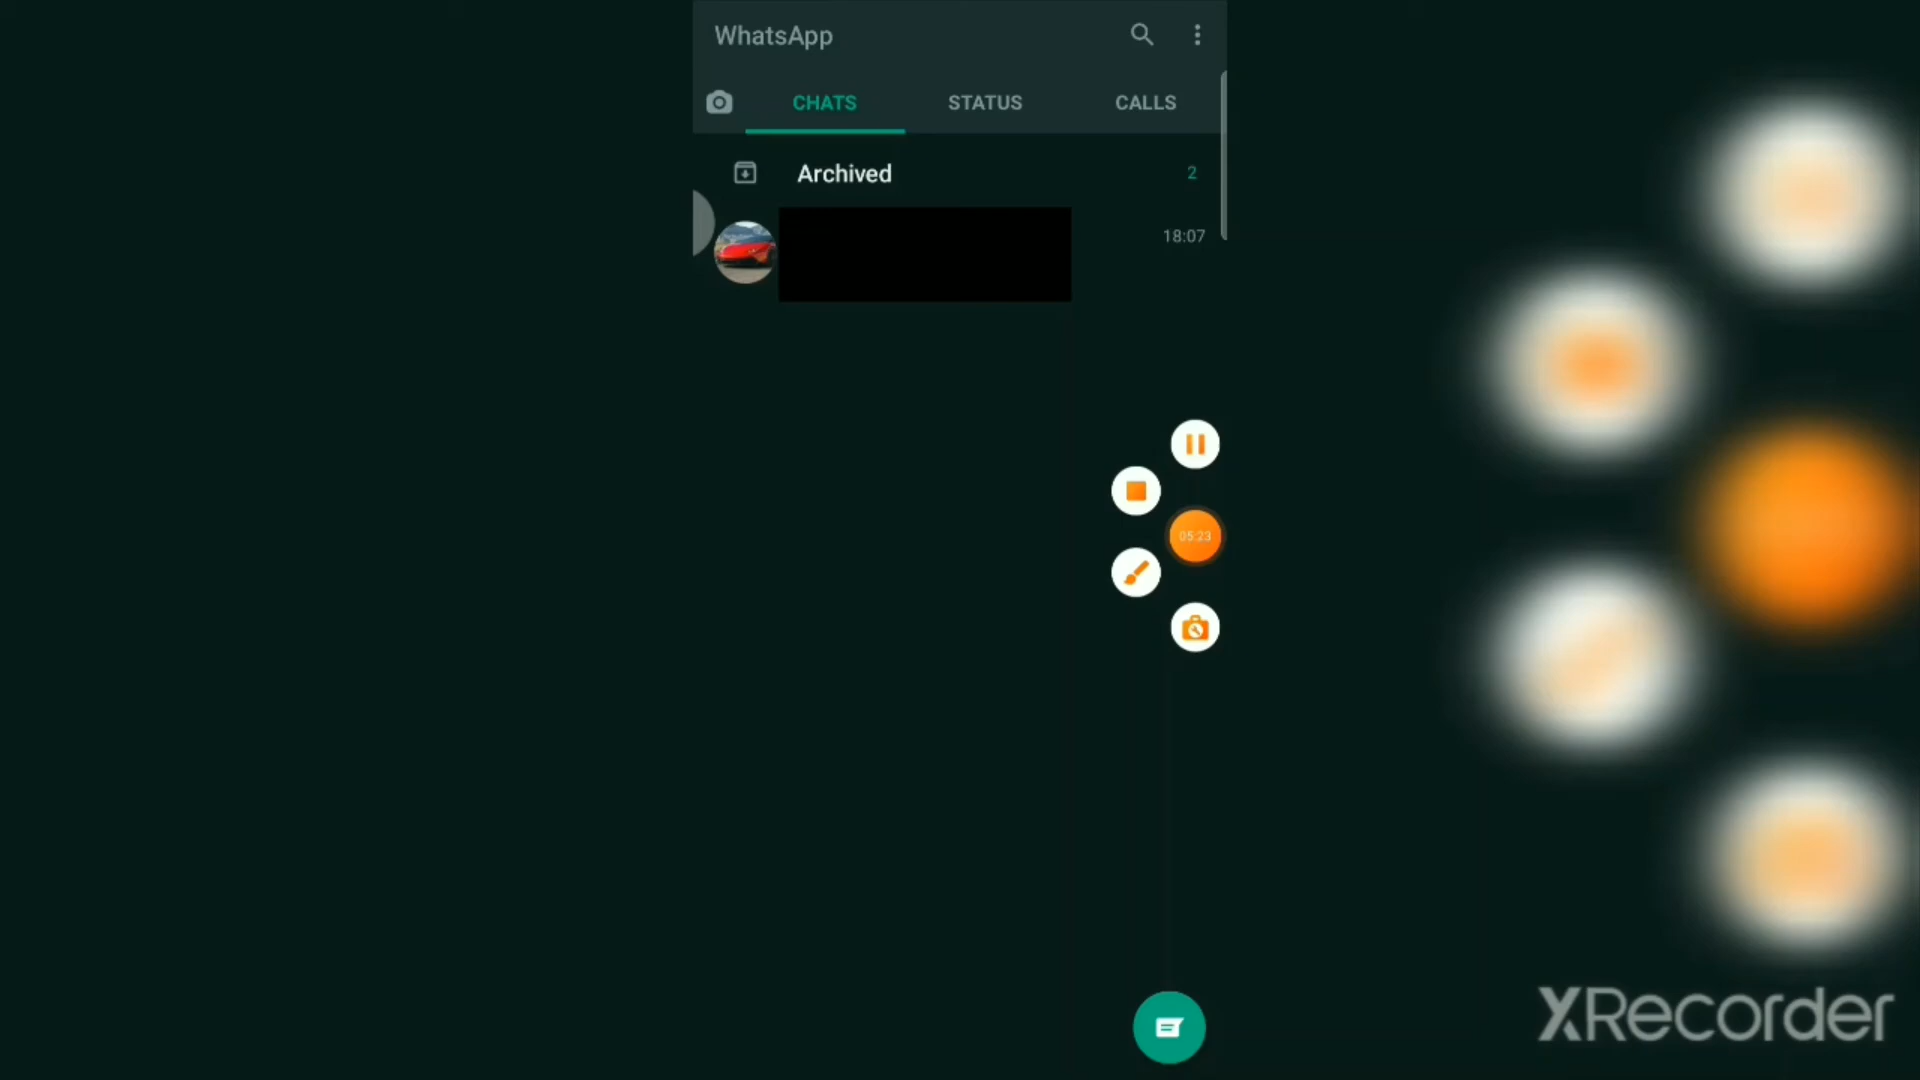 WhatsApp
CHATS STATUS CALLS
Archived 2
18:07
05:23
XRecorder